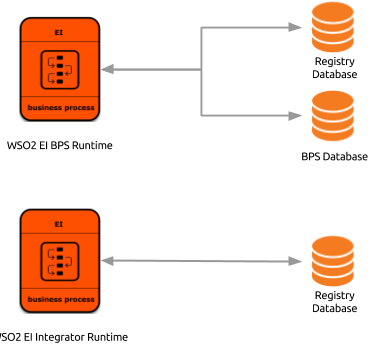 EI
business process
WSO2 EI BPS Runtime
Registry
Database
BPS Database
EI
business process
WSO2 EI Integrator Runtime
Registry
Database